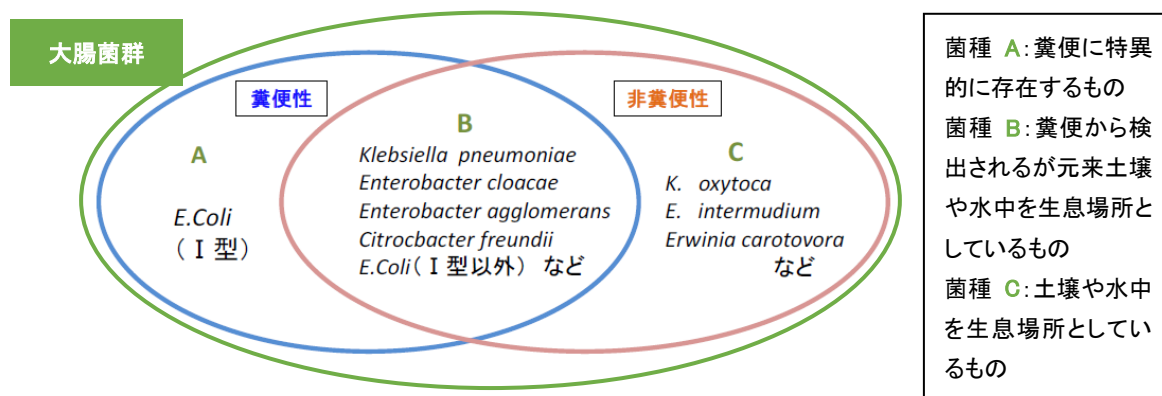 大腸菌群
糞便性
非糞便性
A
E.Coli
（Ⅰ型）
B
Klebsiella pneumoniae
Enterobacter cloacae
Enterobacter agglomerans
Citrocbacter freundii
E.Coli（Ⅰ型以外） など
C
K. oxytoca
E. intermudium
Erwinia carotovora
など
菌種 A：糞便に特異
的に存在するもの
菌種 B：糞便から検
出されるが元来土壌
や水中を生息場所と
しているもの
菌種 C：土壌や水中
を生息場所としてい
るもの